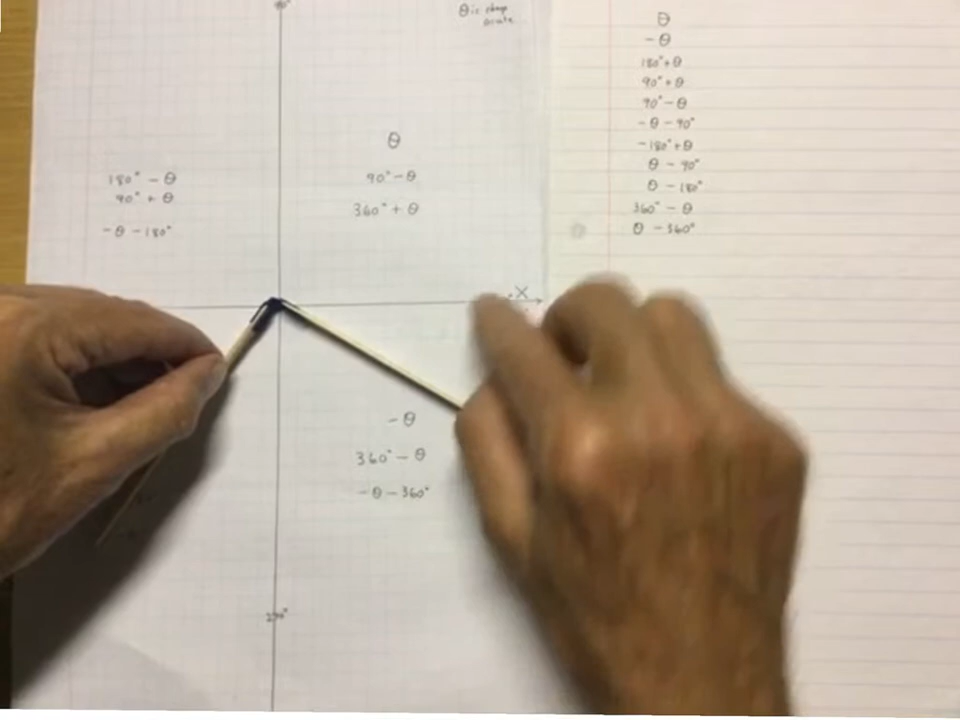 90°
θ is
acute
θ
90° - θ
360° + θ
180° - θ
90° + θ
- θ - 180°
X
- θ
360° - θ
- θ - 360°
270°
θ
- θ
180° + θ
90° + θ
90° - θ
- θ - 90°
- 180° + θ
θ - 90°
θ - 180°
360° - θ
θ - 360°